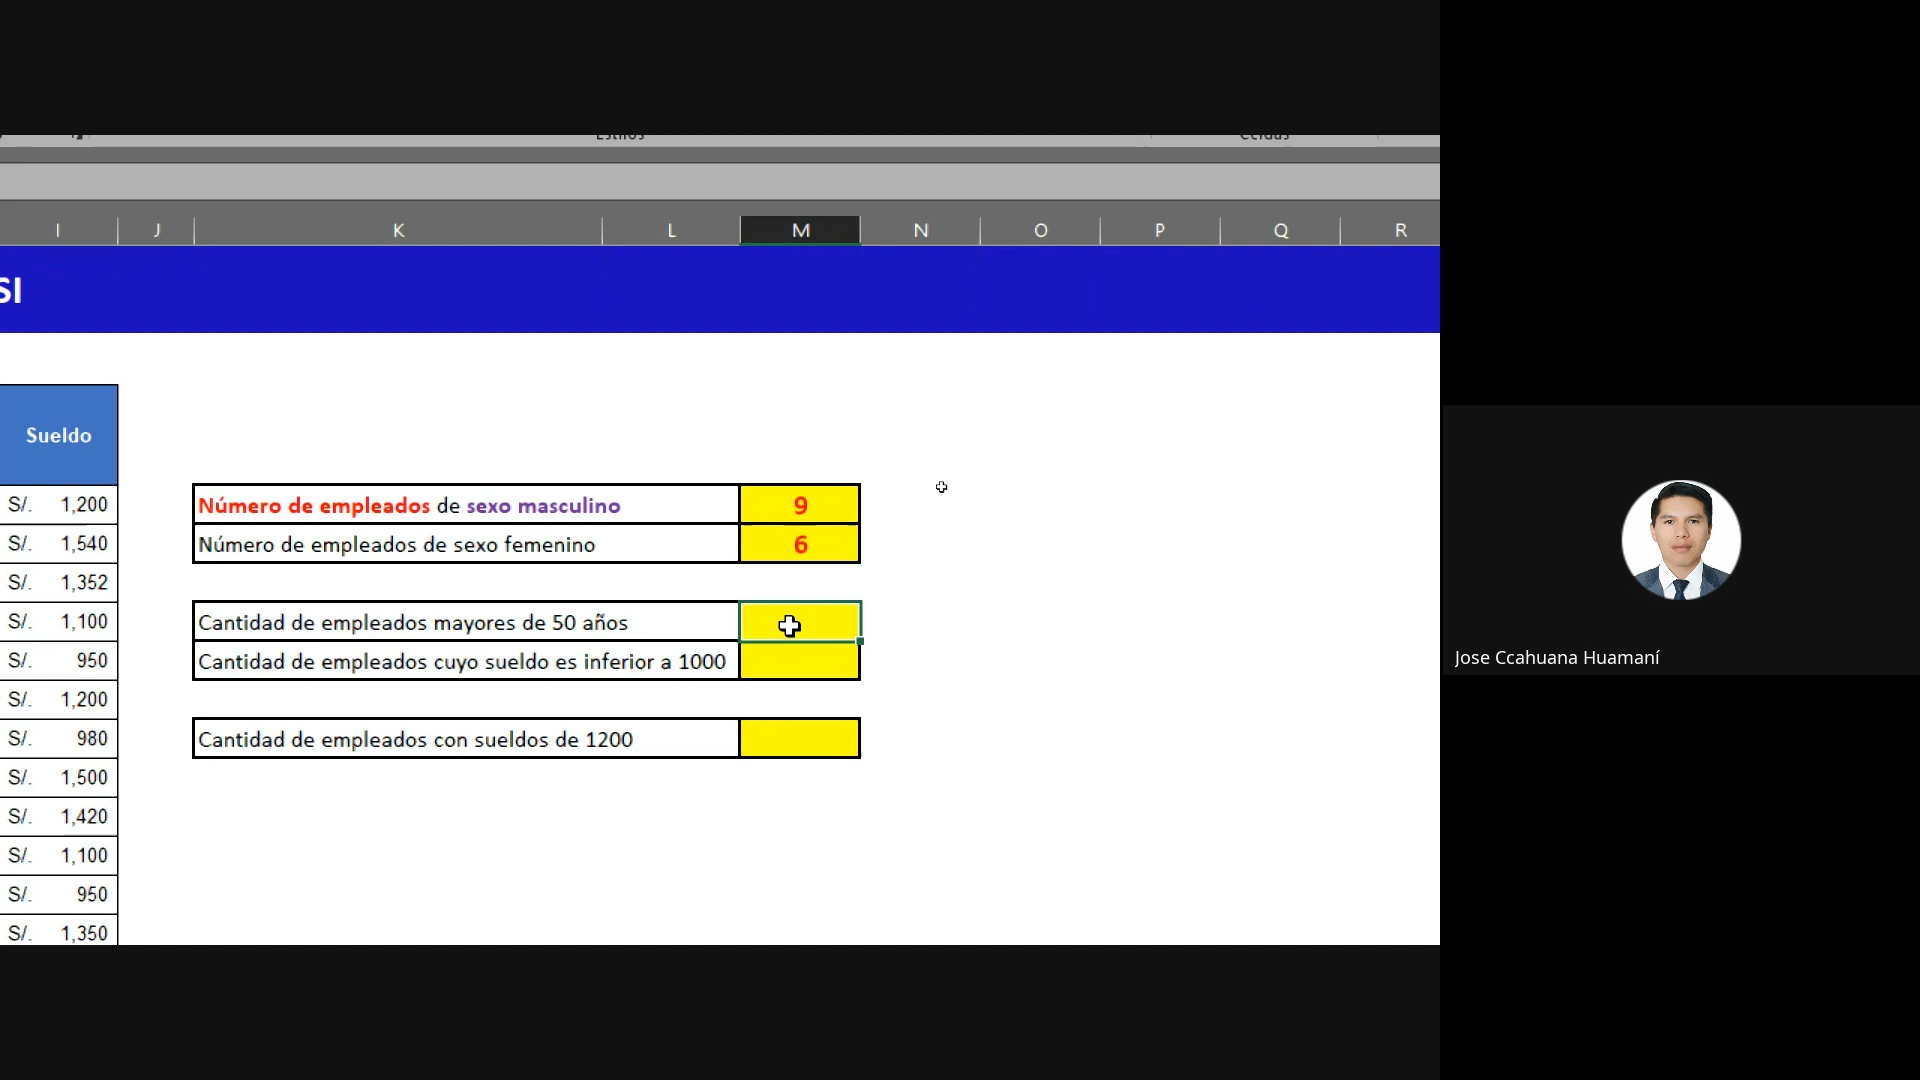 Estilos
Celdas
I J K L M N O P Q R
SI
Sueldo
S/. 1,200
Número de empleados de sexo masculino 9
S/. 1,540
Número de empleados de sexo femenino 6
S/. 1,352
S/. 1,100
Cantidad de empleados mayores de 50 años
S/. 950
Cantidad de empleados cuyo sueldo es inferior a 1000
S/. 1,200
S/. 980
Cantidad de empleados con sueldos de 1200
S/. 1,500
S/. 1,420
S/. 1,100
S/. 950
S/. 1,350
Jose Ccahuana Huamaní